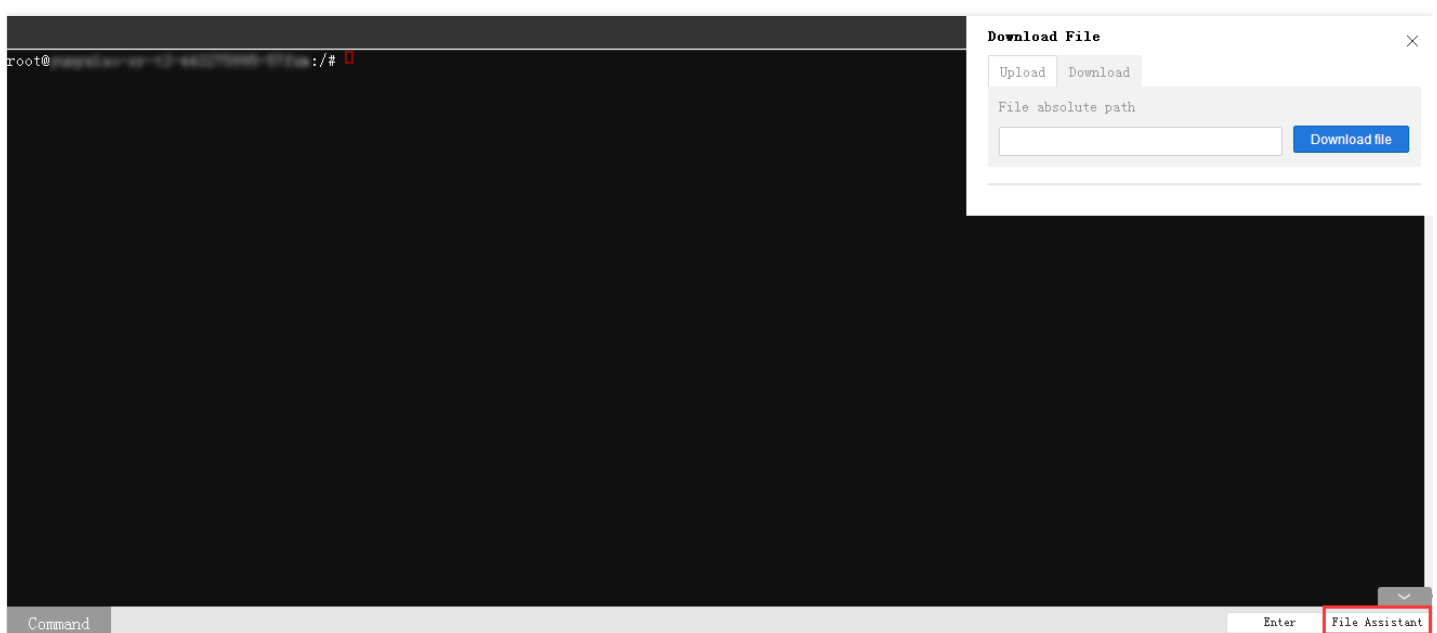 Download File
root@ :/#
Upload Download
File absolute path
Download file
Command
Enter
File Assistant